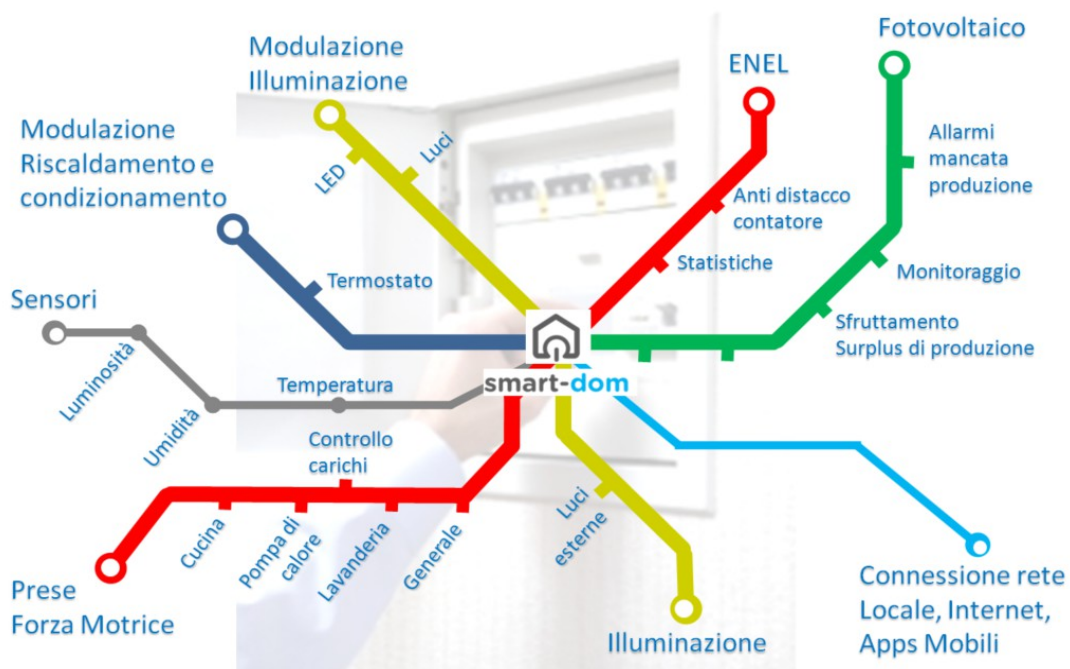 Fotovoltaico
Modulazione
Illuminazione
ENEL
Modulazione
Riscaldamento e
condizionamento
LED
Luci
Allarmi
mancata
produzione
Anti distacco
contatore
Statistiche
Monitoraggio
Termostato
Sensori
Sfruttamento
Surplus di produzione
smart-dom
Luminosità
Umidità
Temperatura
Controllo
carichi
Cucina
Pompa di
calore
Lavanderia
Generale
Luci
esterne
Prese
Forza Motrice
Illuminazione
Connessione rete
Locale, Internet,
Apps Mobili